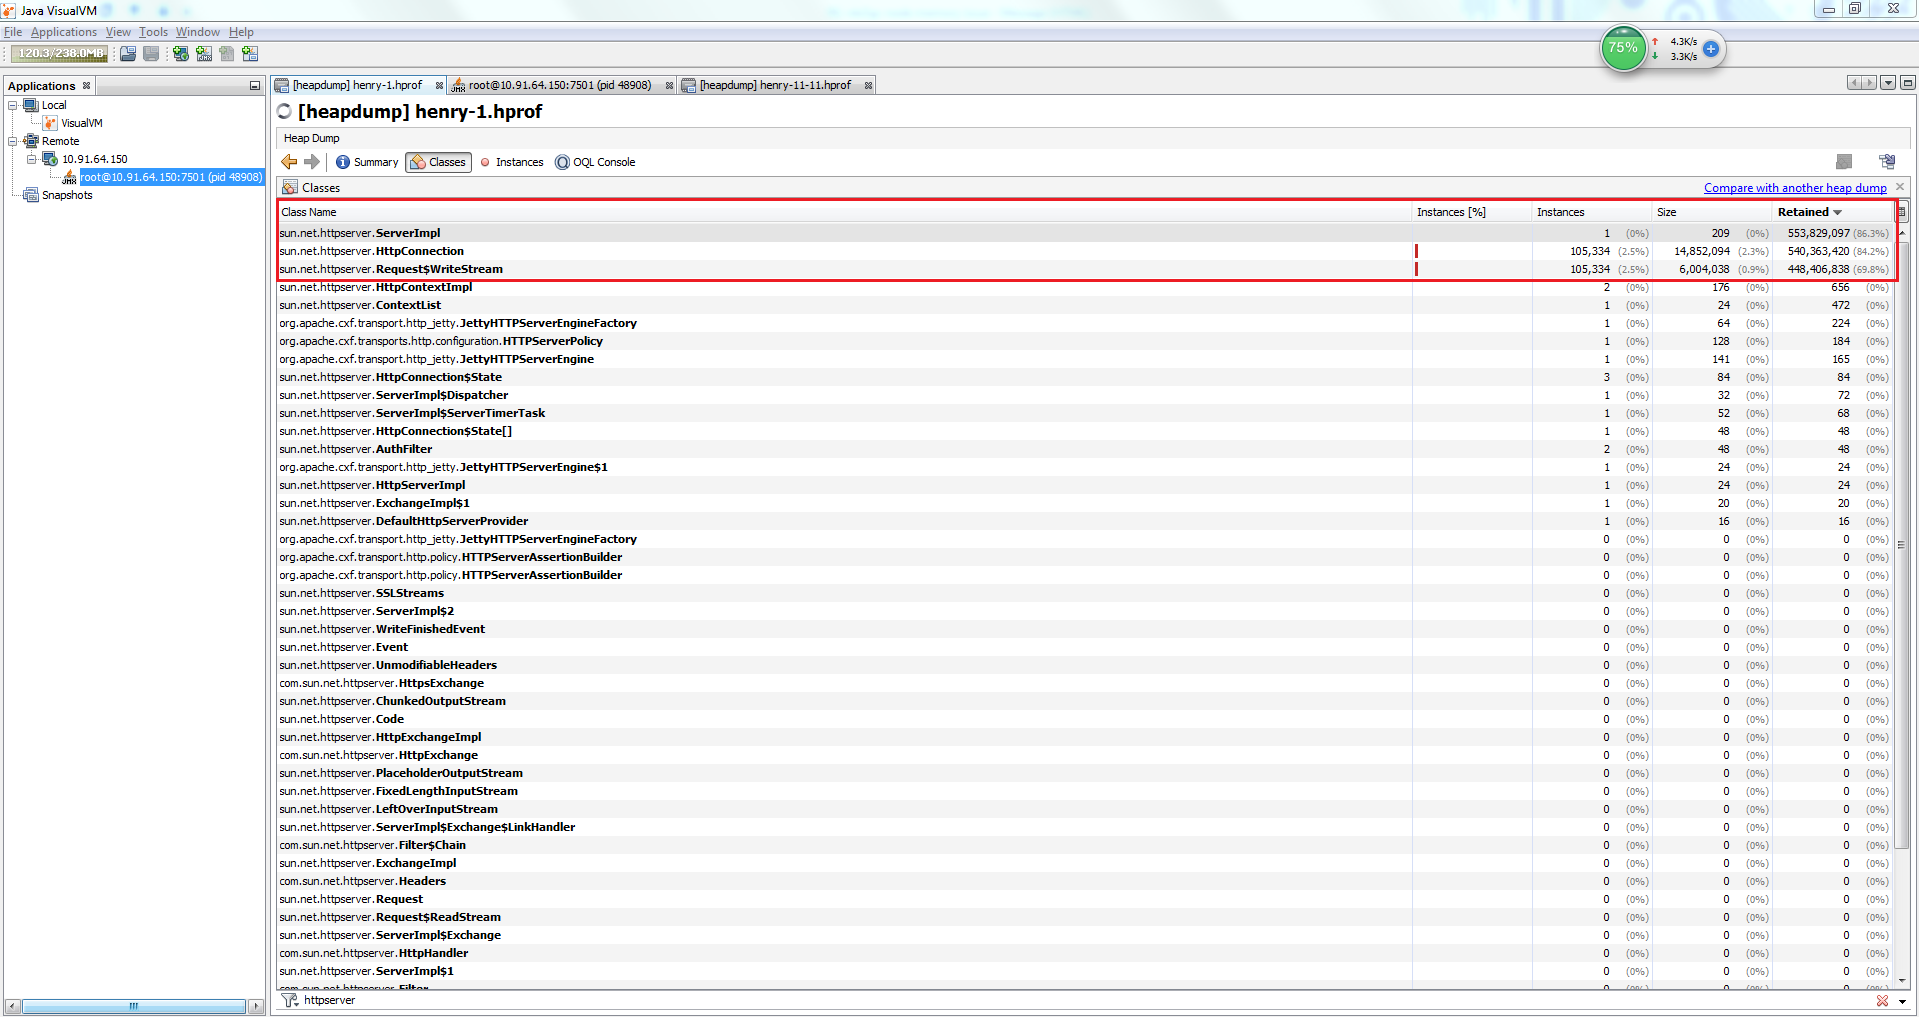 Java VisualVM
File Applications View Tools Window Help
120.3/238.0MB
75%
4.3K/s
3.3K/s
Applications
Local
VisualVM
Remote
10.91.64.150
root@10.91.64.150:7501 (pid 48908)
Snapshots
[heapdump] henry-1.hprof
JMX root@10.91.64.150:7501 (pid 48908)
[heapdump] henry-11-11.hprof
[heapdump] henry-1.hprof
Heap Dump
Summary Classes Instances OQL Console
Classes
Compare with another heap dump
Class Name Instances [%] Instances Size Retained
sun.net.httpserver.ServerImpl 1 (0%) 209 (0%) 553,829,097 (86.3%)
sun.net.httpserver.HttpConnection 105,334 (2.5%) 14,852,094 (2.3%) 540,363,420 (84.2%)
sun.net.httpserver.Request$WriteStream 105,334 (2.5%) 6,004,038 (0.9%) 448,406,838 (69.8%)
sun.net.httpserver.HttpContextImpl 2 (0%) 176 (0%) 656 (0%)
sun.net.httpserver.ContextList 1 (0%) 24 (0%) 472 (0%)
org.apache.cxf.transport.http_jetty.JettyHTTPServerEngineFactory 1 (0%) 64 (0%) 224 (0%)
org.apache.cxf.transports.http.configuration.HTTPServerPolicy 1 (0%) 128 (0%) 184 (0%)
org.apache.cxf.transport.http_jetty.JettyHTTPServerEngine 1 (0%) 141 (0%) 165 (0%)
sun.net.httpserver.HttpConnection$State 3 (0%) 84 (0%) 84 (0%)
sun.net.httpserver.ServerImpl$Dispatcher 1 (0%) 32 (0%) 72 (0%)
sun.net.httpserver.ServerImpl$ServerTimerTask 1 (0%) 52 (0%) 68 (0%)
sun.net.httpserver.HttpConnection$State[] 1 (0%) 48 (0%) 48 (0%)
sun.net.httpserver.AuthFilter 2 (0%) 48 (0%) 48 (0%)
org.apache.cxf.transport.http_jetty.JettyHTTPServerEngine$1 1 (0%) 24 (0%) 24 (0%)
sun.net.httpserver.HttpServerImpl 1 (0%) 24 (0%) 24 (0%)
sun.net.httpserver.ExchangeImpl$1 1 (0%) 20 (0%) 20 (0%)
sun.net.httpserver.DefaultHttpServerProvider 1 (0%) 16 (0%) 16 (0%)
org.apache.cxf.transport.http_jetty.JettyHTTPServerEngineFactory 0 (0%) 0 (0%) 0 (0%)
org.apache.cxf.transport.http.policy.HTTPServerAssertionBuilder 0 (0%) 0 (0%) 0 (0%)
org.apache.cxf.transport.http.policy.HTTPServerAssertionBuilder 0 (0%) 0 (0%) 0 (0%)
sun.net.httpserver.SSLStreams 0 (0%) 0 (0%) 0 (0%)
sun.net.httpserver.ServerImpl$2 0 (0%) 0 (0%) 0 (0%)
sun.net.httpserver.WriteFinishedEvent 0 (0%) 0 (0%) 0 (0%)
sun.net.httpserver.Event 0 (0%) 0 (0%) 0 (0%)
sun.net.httpserver.UnmodifiableHeaders 0 (0%) 0 (0%) 0 (0%)
com.sun.net.httpserver.HttpsExchange 0 (0%) 0 (0%) 0 (0%)
sun.net.httpserver.ChunkedOutputStream 0 (0%) 0 (0%) 0 (0%)
sun.net.httpserver.Code 0 (0%) 0 (0%) 0 (0%)
sun.net.httpserver.HttpExchangeImpl 0 (0%) 0 (0%) 0 (0%)
com.sun.net.httpserver.HttpExchange 0 (0%) 0 (0%) 0 (0%)
sun.net.httpserver.PlaceholderOutputStream 0 (0%) 0 (0%) 0 (0%)
sun.net.httpserver.FixedLengthInputStream 0 (0%) 0 (0%) 0 (0%)
sun.net.httpserver.LeftOverInputStream 0 (0%) 0 (0%) 0 (0%)
sun.net.httpserver.ServerImpl$Exchange$LinkHandler 0 (0%) 0 (0%) 0 (0%)
com.sun.net.httpserver.Filter$Chain 0 (0%) 0 (0%) 0 (0%)
sun.net.httpserver.ExchangeImpl 0 (0%) 0 (0%) 0 (0%)
com.sun.net.httpserver.Headers 0 (0%) 0 (0%) 0 (0%)
sun.net.httpserver.Request 0 (0%) 0 (0%) 0 (0%)
sun.net.httpserver.Request$ReadStream 0 (0%) 0 (0%) 0 (0%)
sun.net.httpserver.ServerImpl$Exchange 0 (0%) 0 (0%) 0 (0%)
com.sun.net.httpserver.HttpHandler 0 (0%) 0 (0%) 0 (0%)
sun.net.httpserver.ServerImpl$1 0 (0%) 0 (0%) 0 (0%)
com.sun.net.httpserver.Filter 0 (0%) 0 (0%) 0 (0%)
httpserver